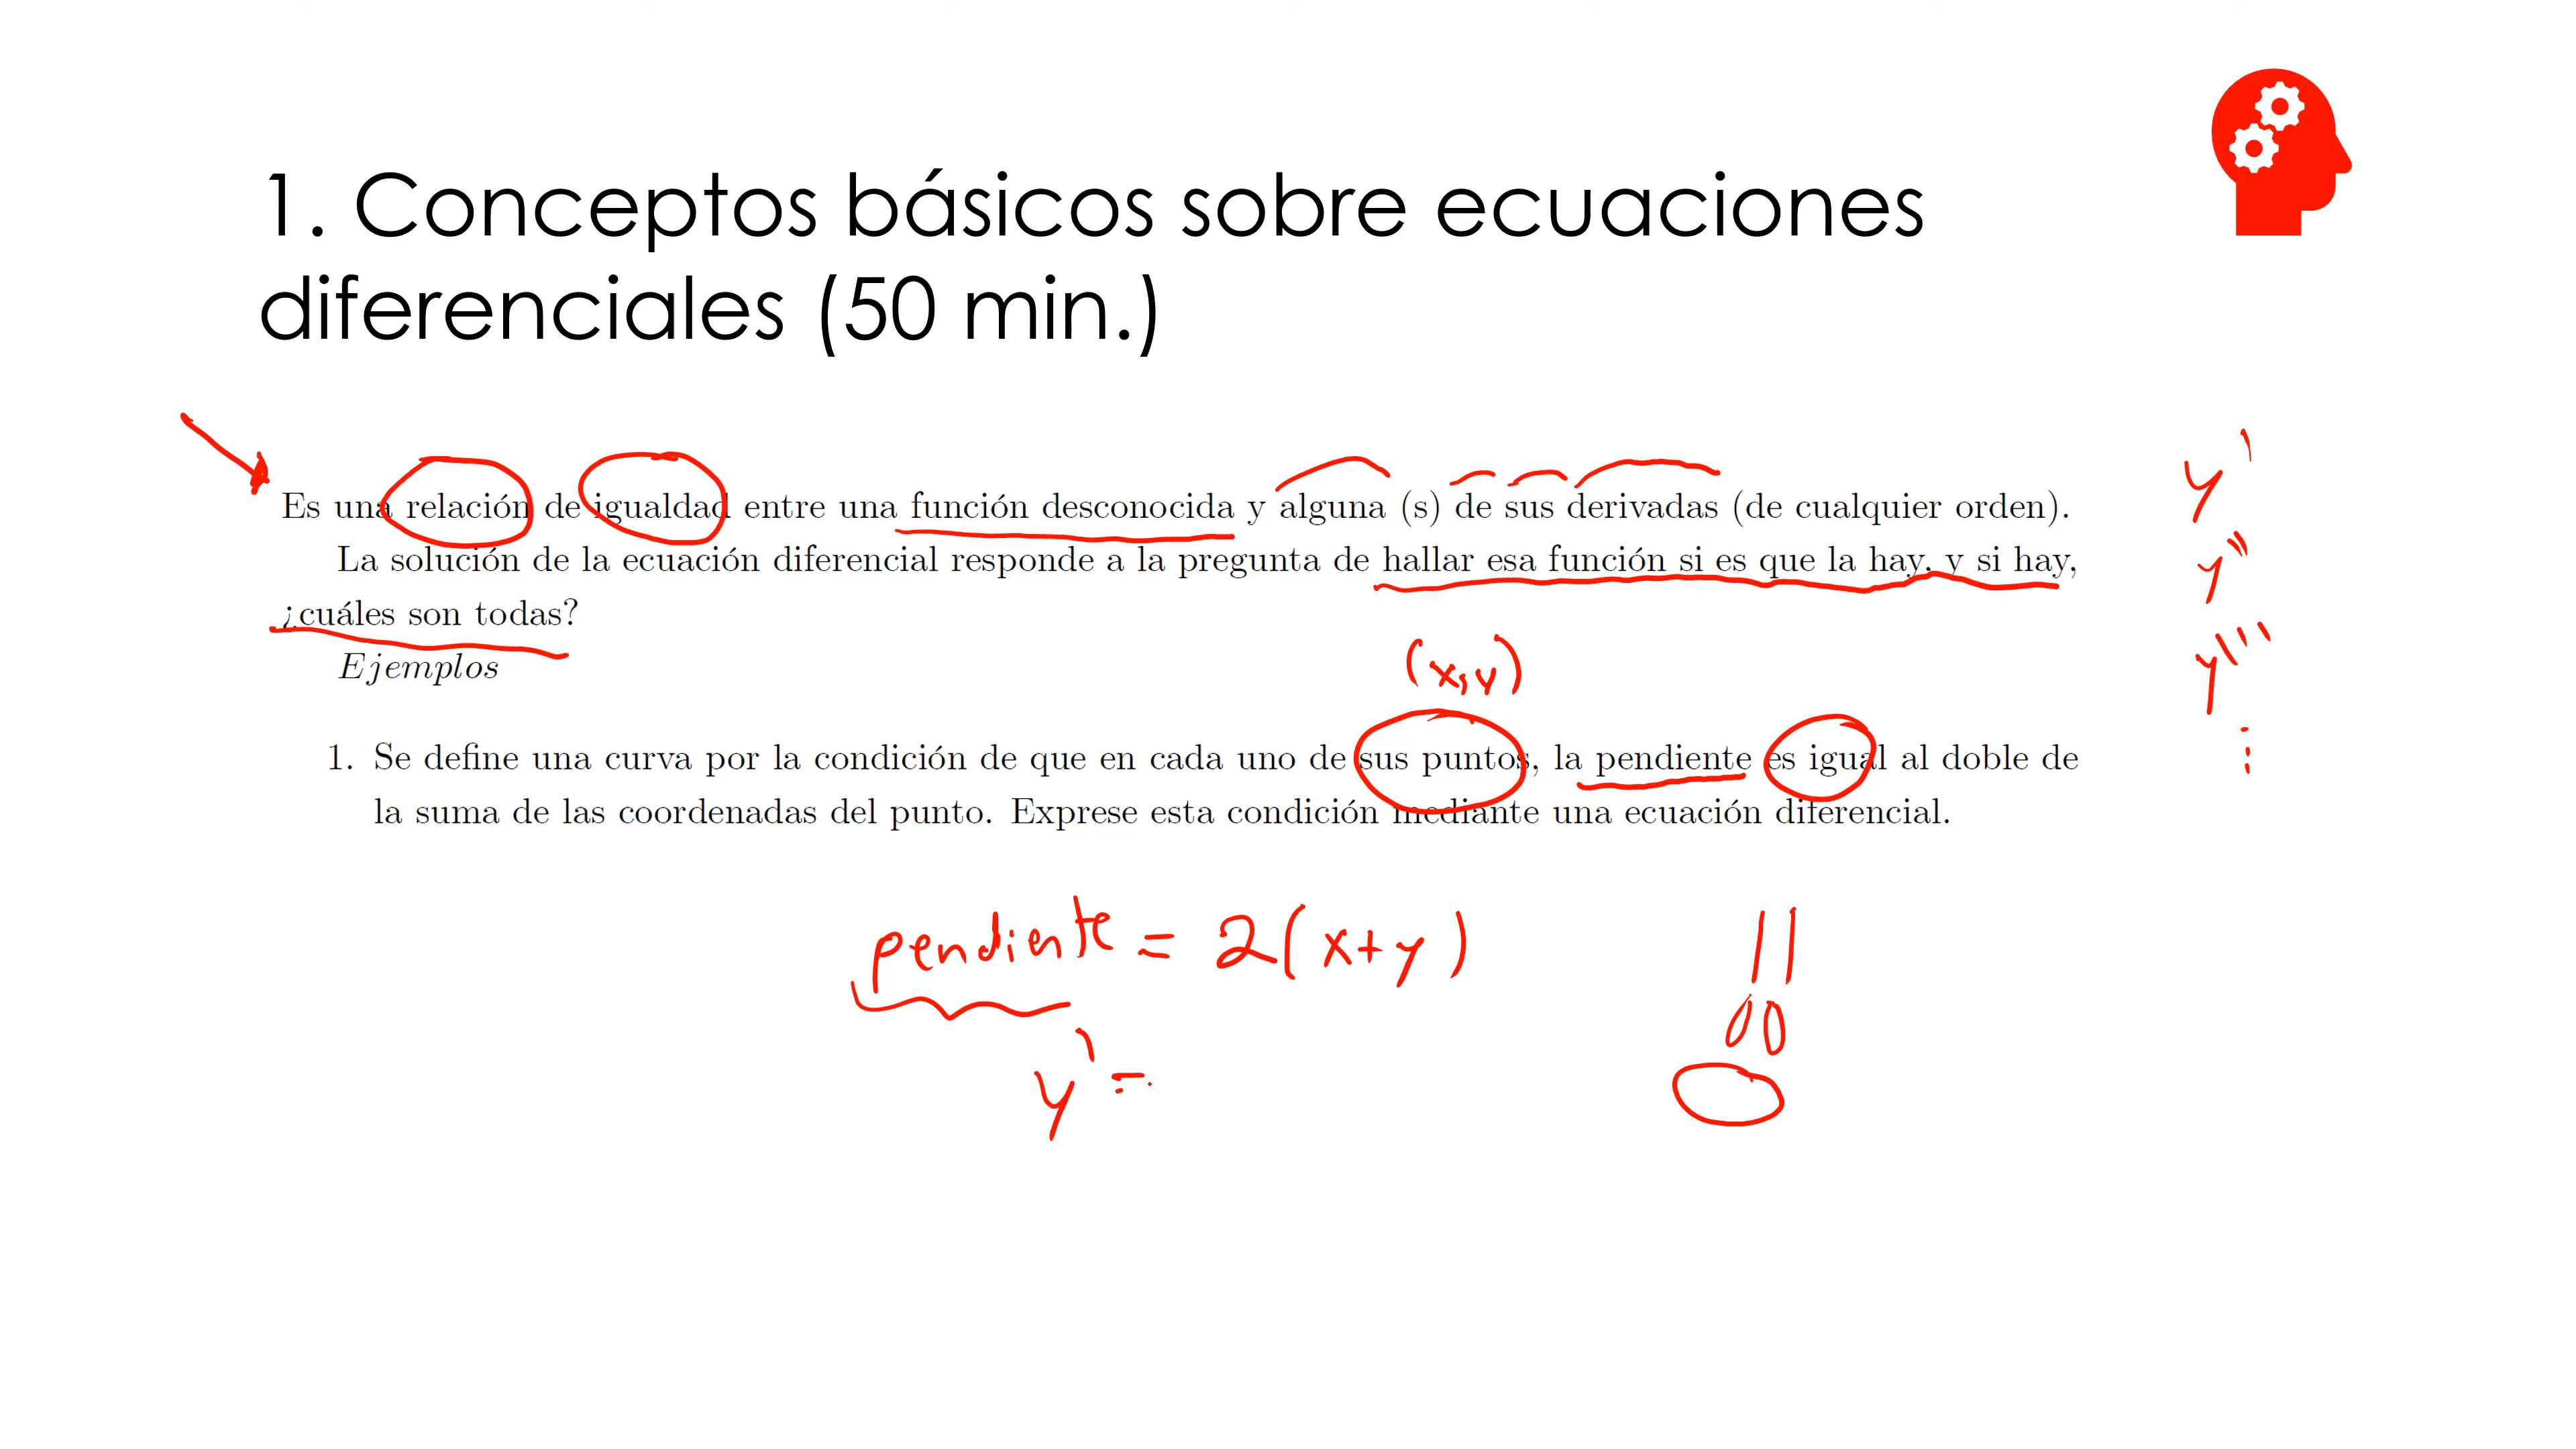 1. Conceptos básicos sobre ecuaciones
diferenciales (50 min.)
Es una relación de igualdad entre una función desconocida y alguna (s) de sus derivadas (de cualquier orden).
La solución de la ecuación diferencial responde a la pregunta de hallar esa función si es que la hay, y si hay,
¿cuáles son todas?
Ejemplos
y'
y''
y'''
⋮
(x,y)
1. Se define una curva por la condición de que en cada uno de sus puntos, la pendiente es igual al doble de
la suma de las coordenadas del punto. Exprese esta condición mediante una ecuación diferencial.
pendiente = 2(x+y)
y' =